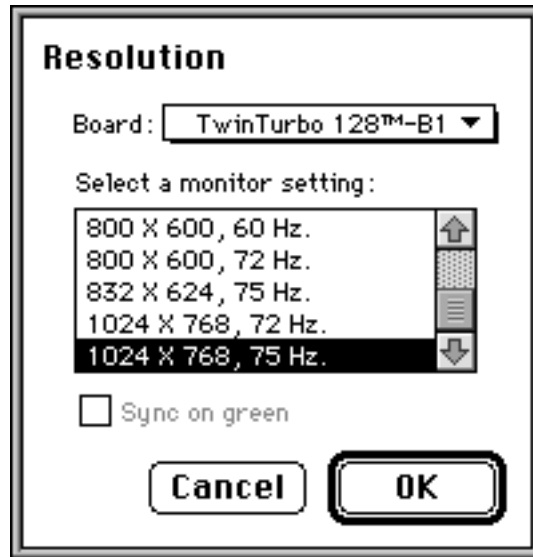 Resolution
Board: TwinTurbo 128™-B1
Select a monitor setting:
800 X 600, 60 Hz.
800 X 600, 72 Hz.
832 X 624, 75 Hz.
1024 X 768, 72 Hz.
1024 X 768, 75 Hz.
Sync on green
Cancel OK